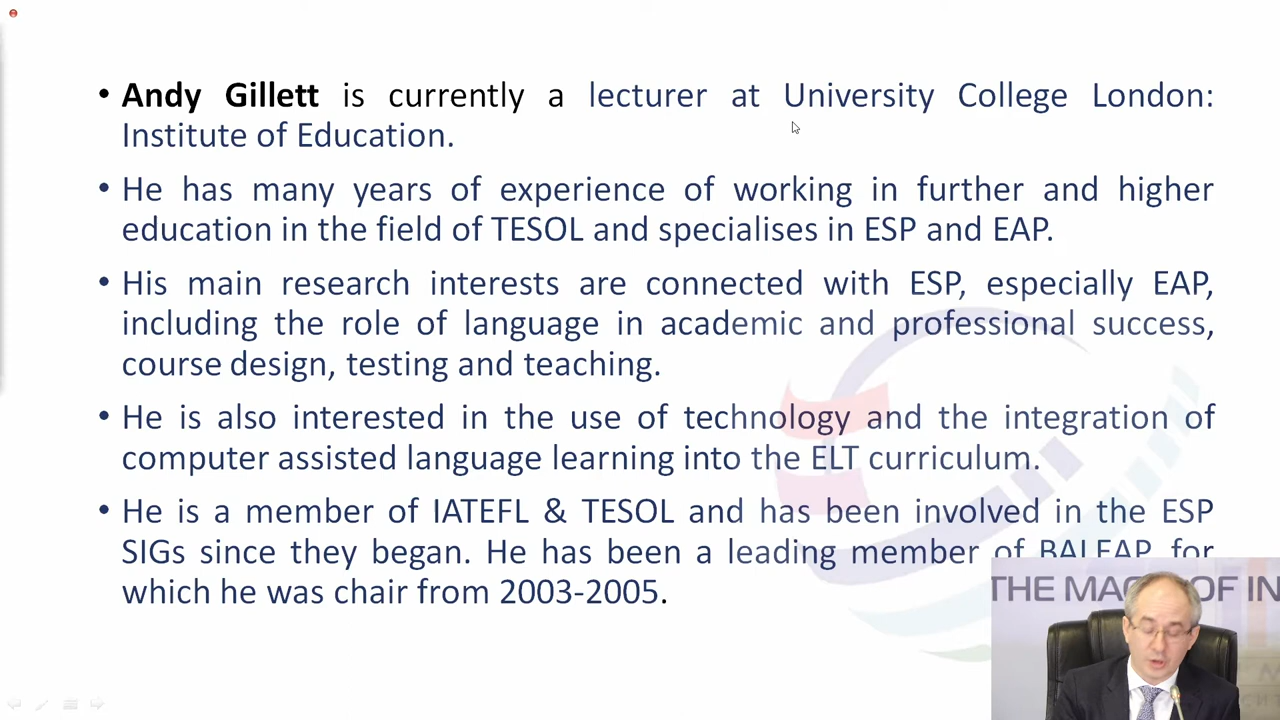 • Andy Gillett is currently a lecturer at University College London:
Institute of Education.
• He has many years of experience of working in further and higher
education in the field of TESOL and specialises in ESP and EAP.
• His main research interests are connected with ESP, especially EAP,
including the role of language in academic and professional success,
course design, testing and teaching.
• He is also interested in the use of technology and the integration of
computer assisted language learning into the ELT curriculum.
• He is a member of IATEFL & TESOL and has been involved in the ESP
SIGs since they began. He has been a leading member of BALEAP, for
which he was chair from 2003-2005.
THE MAG OF IN